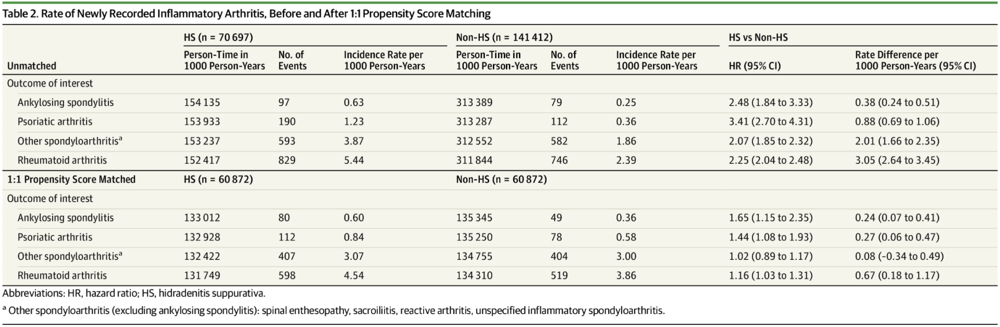 Table 2. Rate of Newly Recorded Inflammatory Arthritis, Before and After 1:1 Propensity Score Matching
HS (n = 70 697) Non-HS (n = 141 412) HS vs Non-HS
Unmatched Person-Time in 1000 Person-Years No. of Events Incidence Rate per 1000 Person-Years Person-Time in 1000 Person-Years No. of Events Incidence Rate per 1000 Person-Years HR (95% CI) Rate Difference per 1000 Person-Years (95% CI)
Outcome of interest
Ankylosing spondylitis 154 135 97 0.63 313 389 79 0.25 2.48 (1.84 to 3.33) 0.38 (0.24 to 0.51)
Psoriatic arthritis 153 933 190 1.23 313 287 112 0.36 3.41 (2.70 to 4.31) 0.88 (0.69 to 1.06)
Other spondyloarthritisa 153 237 593 3.87 312 552 582 1.86 2.07 (1.85 to 2.32) 2.01 (1.66 to 2.35)
Rheumatoid arthritis 152 417 829 5.44 311 844 746 2.39 2.25 (2.04 to 2.48) 3.05 (2.64 to 3.45)
1:1 Propensity Score Matched HS (n = 60 872) Non-HS (n = 60 872)
Outcome of interest
Ankylosing spondylitis 133 012 80 0.60 135 345 49 0.36 1.65 (1.15 to 2.35) 0.24 (0.07 to 0.41)
Psoriatic arthritis 132 928 112 0.84 135 250 78 0.58 1.44 (1.08 to 1.93) 0.27 (0.06 to 0.47)
Other spondyloarthritisa 132 422 407 3.07 134 755 404 3.00 1.02 (0.89 to 1.17) 0.08 (-0.34 to 0.49)
Rheumatoid arthritis 131 749 598 4.54 134 310 519 3.86 1.16 (1.03 to 1.31) 0.67 (0.18 to 1.17)
Abbreviations: HR, hazard ratio; HS, hidradenitis suppurativa.
a Other spondyloarthritis (excluding ankylosing spondylitis): spinal enthesopathy, sacroiliitis, reactive arthritis, unspecified inflammatory spondyloarthritis.